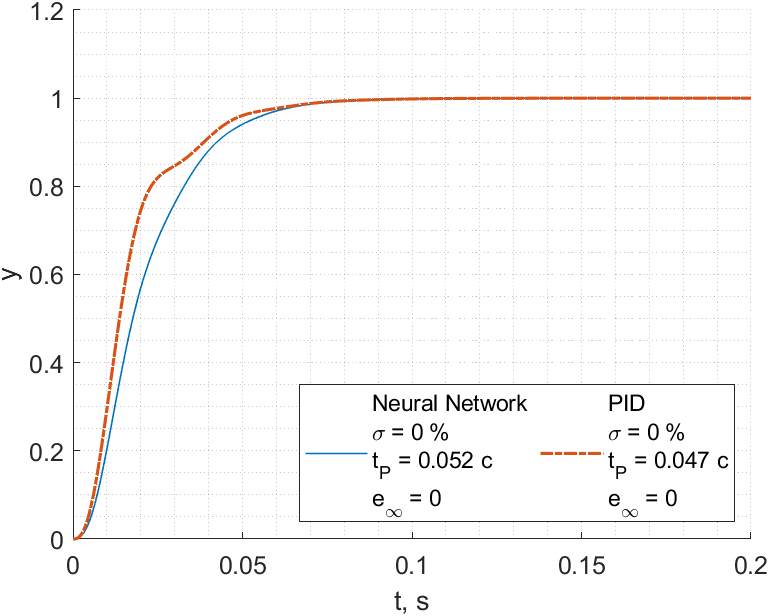 1.2
1
0.8
0.6
0.4
0.2
0
y
Neural Network
σ = 0 %
t_P = 0.052 c
e_∞ = 0
PID
σ = 0 %
t_P = 0.047 c
e_∞ = 0
0
0.05
0.1
0.15
0.2
t, s